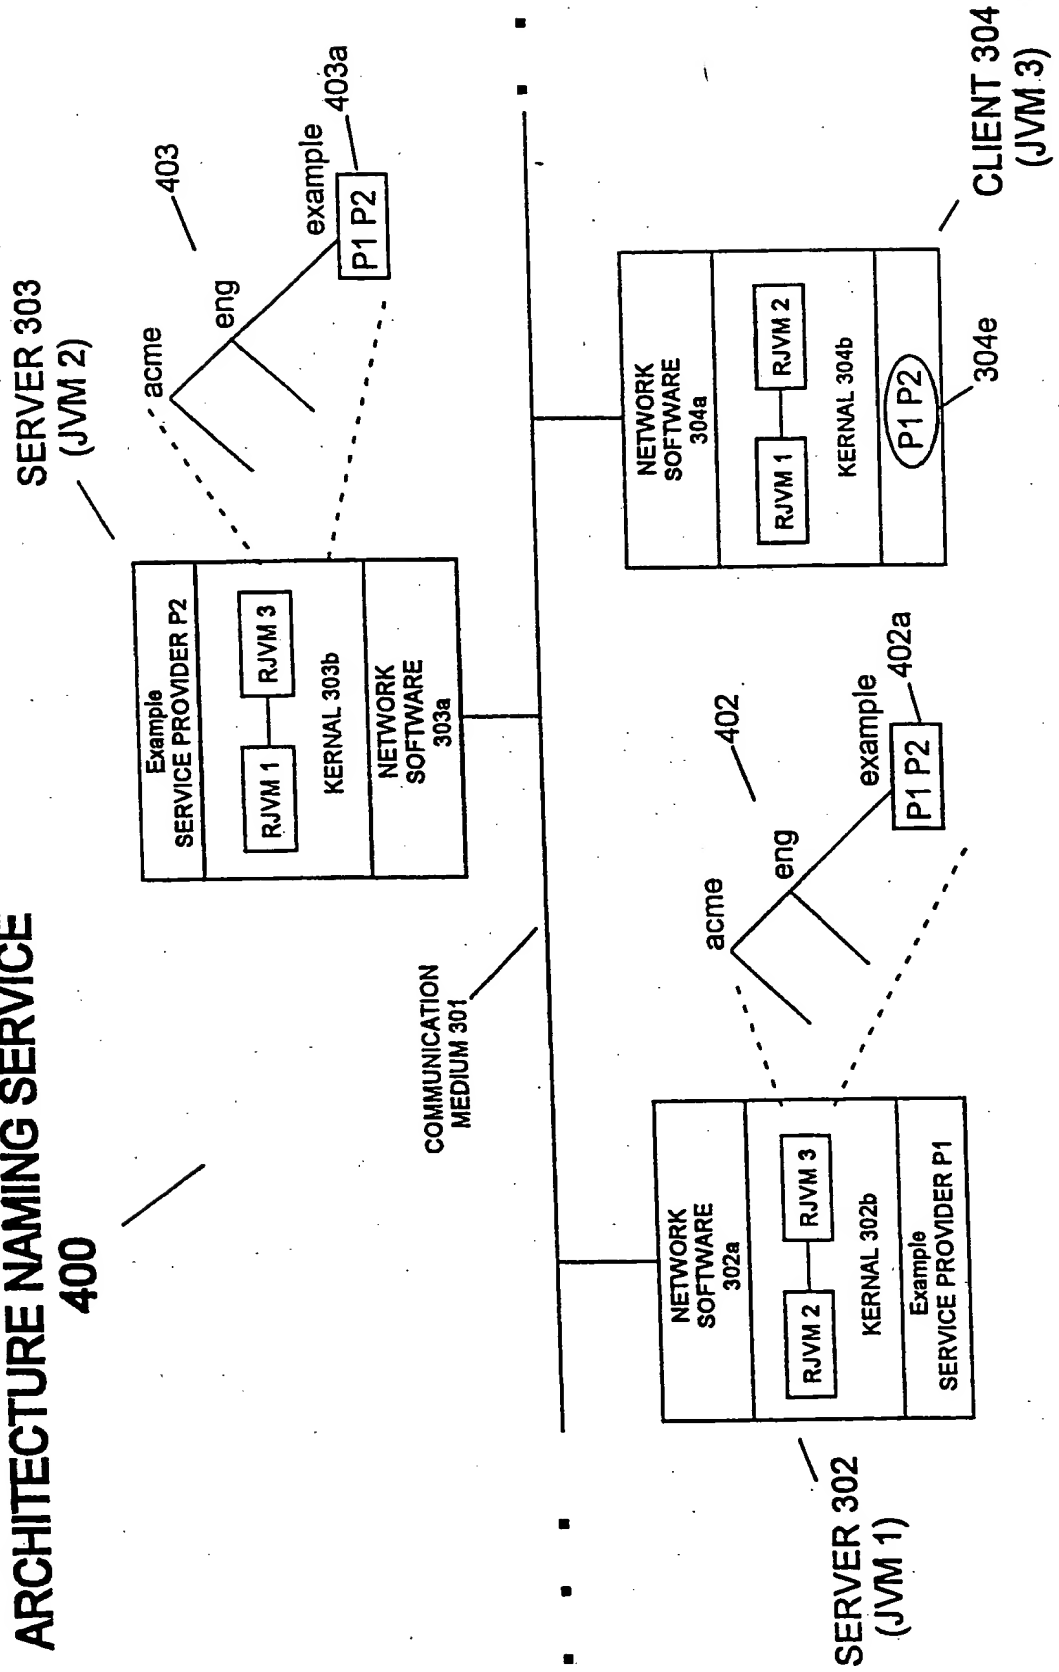 ARCHITECTURE NAMING SERVICE
400
SERVER 303
(JVM 2)
Example
SERVICE PROVIDER P2
RJVM 1
RJVM 3
KERNAL 303b
NETWORK
SOFTWARE
303a
acme
eng
403
example
403a
P1 P2
COMMUNICATION
MEDIUM 301
SERVER 302
(JVM 1)
NETWORK
SOFTWARE
302a
RJVM 2
RJVM 3
KERNAL 302b
Example
SERVICE PROVIDER P1
acme
eng
402
example
402a
P1 P2
NETWORK
SOFTWARE
304a
RJVM 1
RJVM 2
KERNAL 304b
P1 P2
304e
CLIENT 304
(JVM 3)